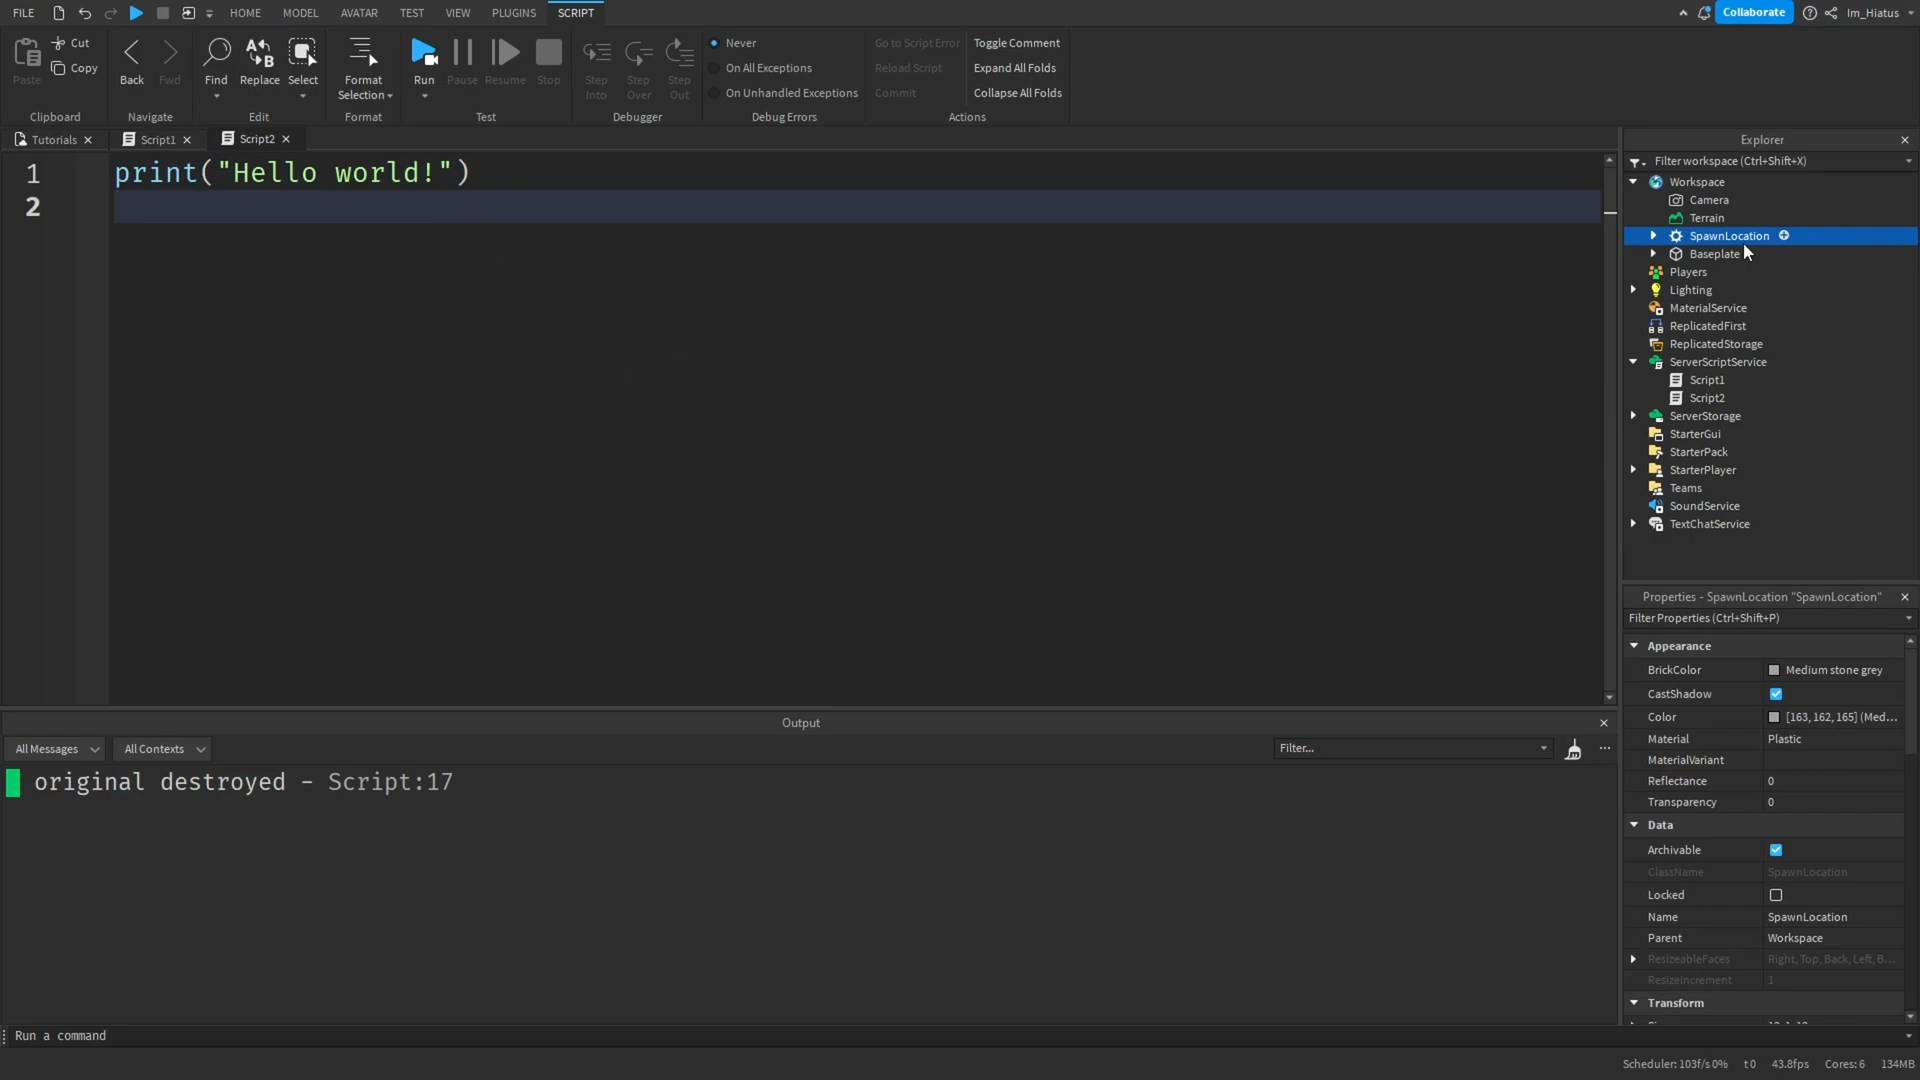 FILE HOME MODEL AVATAR TEST VIEW PLUGINS SCRIPT Collaborate Im_Hiatus
Paste Cut Copy Back Fwd Find Replace Select Format Selection Run Pause Resume Stop Step Into Step Over Step Out
Never
On All Exceptions
On Unhandled Exceptions
Go to Script Error
Reload Script
Commit
Toggle Comment
Expand All Folds
Collapse All Folds
Clipboard Navigate Edit Format Test Debugger Debug Errors Actions
Tutorials Script1 Script2
1 print("Hello world!")
2
Output
All Messages All Contexts Filter...
original destroyed - Script:17
Run a command
Explorer
Filter workspace (Ctrl+Shift+X)
Workspace
Camera
Terrain
SpawnLocation
Baseplate
Players
Lighting
MaterialService
ReplicatedFirst
ReplicatedStorage
ServerScriptService
Script1
Script2
ServerStorage
StarterGui
StarterPack
StarterPlayer
Teams
SoundService
TextChatService
Properties - SpawnLocation "SpawnLocation"
Filter Properties (Ctrl+Shift+P)
Appearance
BrickColor Medium stone grey
CastShadow
Color [163, 162, 165] (Med...
Material Plastic
MaterialVariant
Reflectance 0
Transparency 0
Data
Archivable
ClassName SpawnLocation
Locked
Name SpawnLocation
Parent Workspace
ResizeableFaces Right, Top, Back, Left, B...
ResizeIncrement 1
Transform
Scheduler: 103f/s 0% t0 43.8fps Cores: 6 134MB